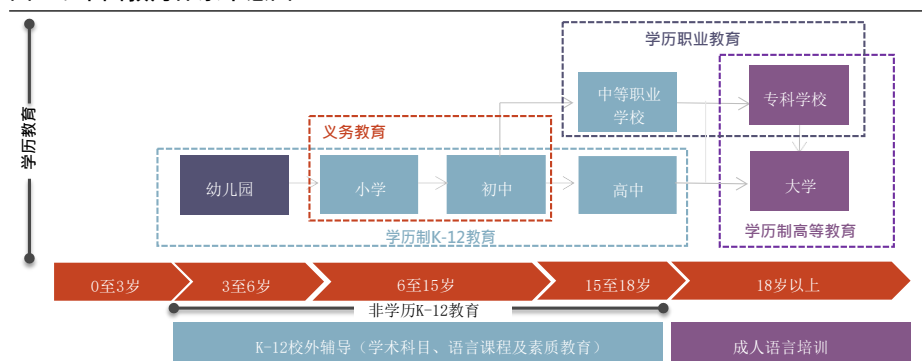 学历职业教育
中等职业
学校
专科学校
学历教育
义务教育
幼儿园
小学
初中
高中
大学
学历制K-12教育
学历制高等教育
0至3岁
3至6岁
6至15岁
15至18岁
18岁以上
非学历K-12教育
K-12校外辅导（学术科目、语言课程及素质教育）
成人语言培训